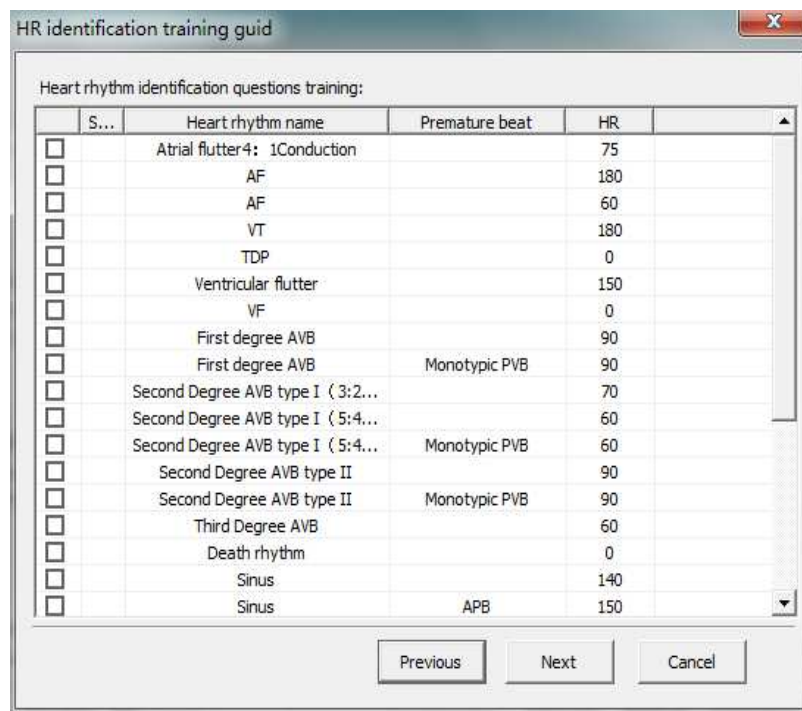 HR identification training guid
Heart rhythm identification questions training:
S... Heart rhythm name Premature beat HR
Atrial flutter4：1Conduction 75
AF 180
AF 60
VT 180
TDP 0
Ventricular flutter 150
VF 0
First degree AVB 90
First degree AVB Monotypic PVB 90
Second Degree AVB type I（3:2... 70
Second Degree AVB type I（5:4... 60
Second Degree AVB type I（5:4... Monotypic PVB 60
Second Degree AVB type II 90
Second Degree AVB type II Monotypic PVB 90
Third Degree AVB 60
Death rhythm 0
Sinus 140
Sinus APB 150
Previous Next Cancel